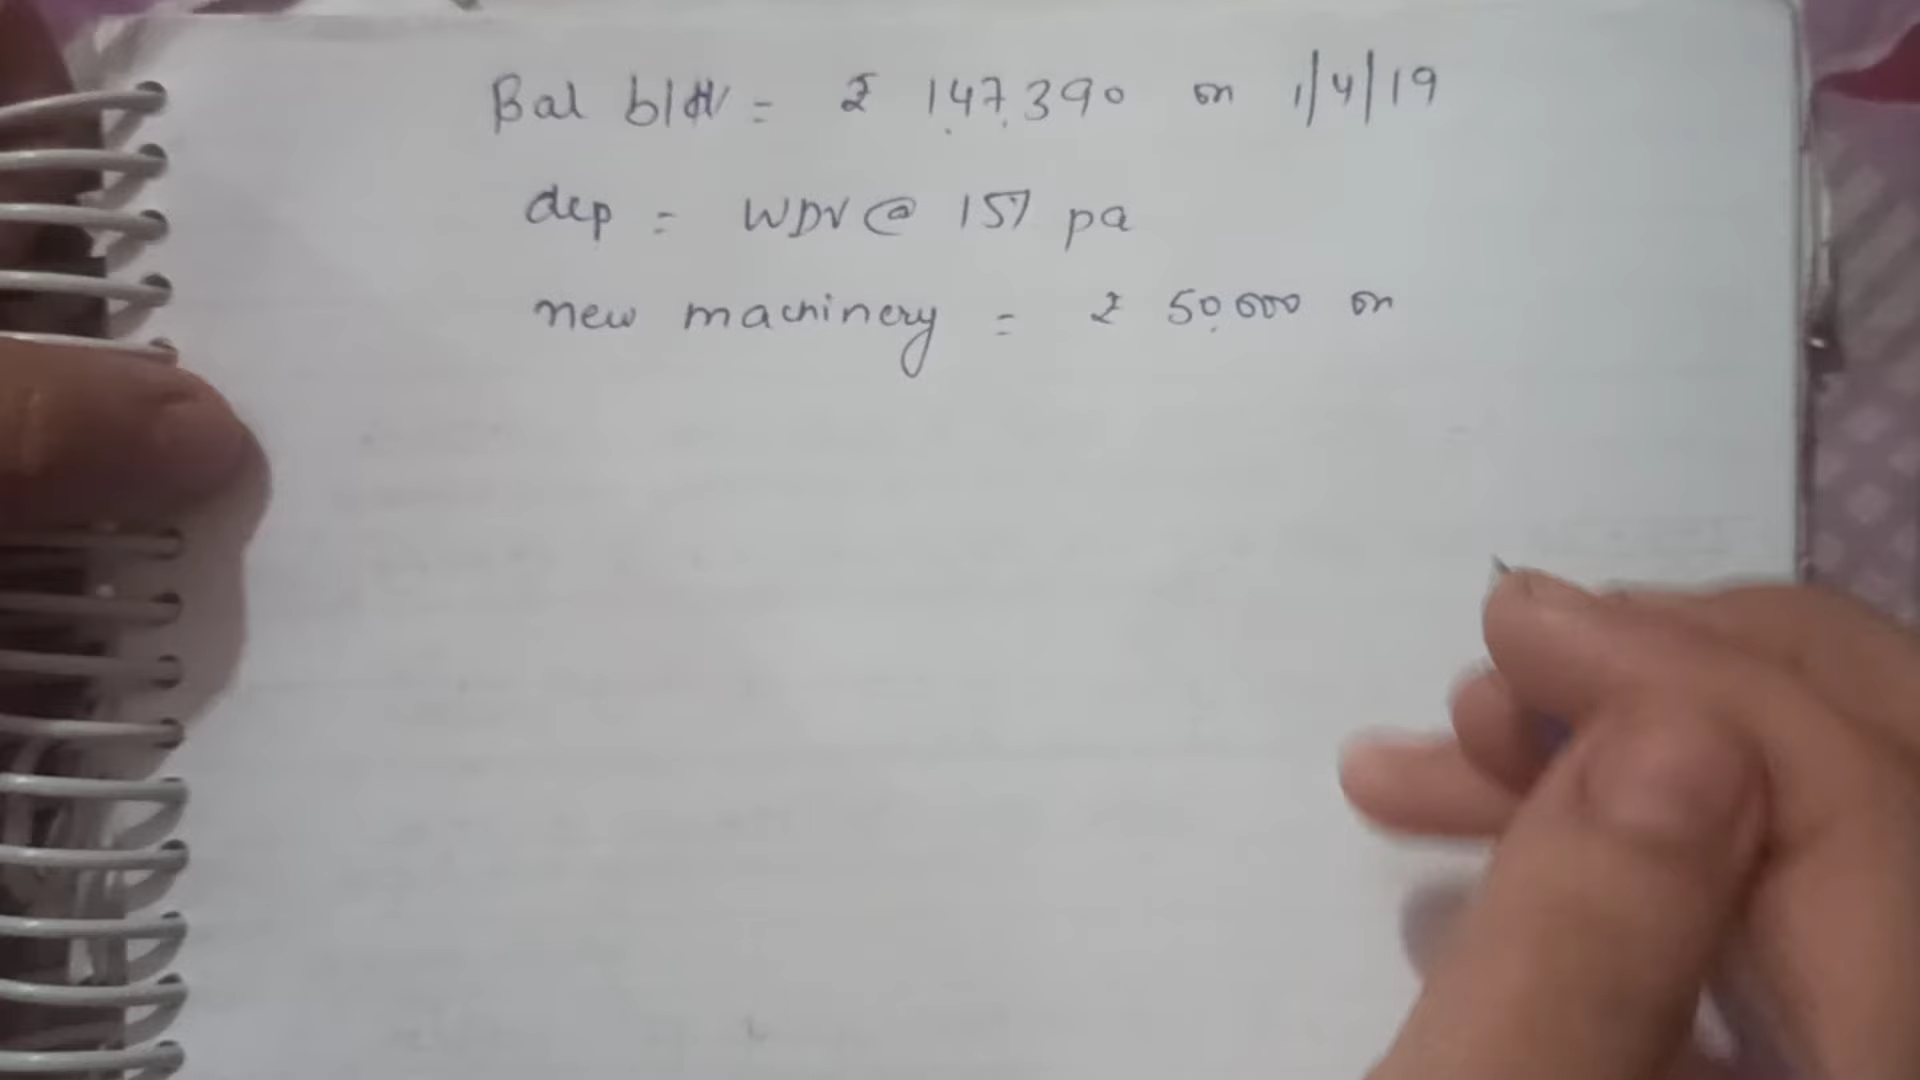 Bal b/d = ₹ 1,47,390 on 1/4/19
dep = WDV @ 15% pa
new machinery = ₹ 50,000 on